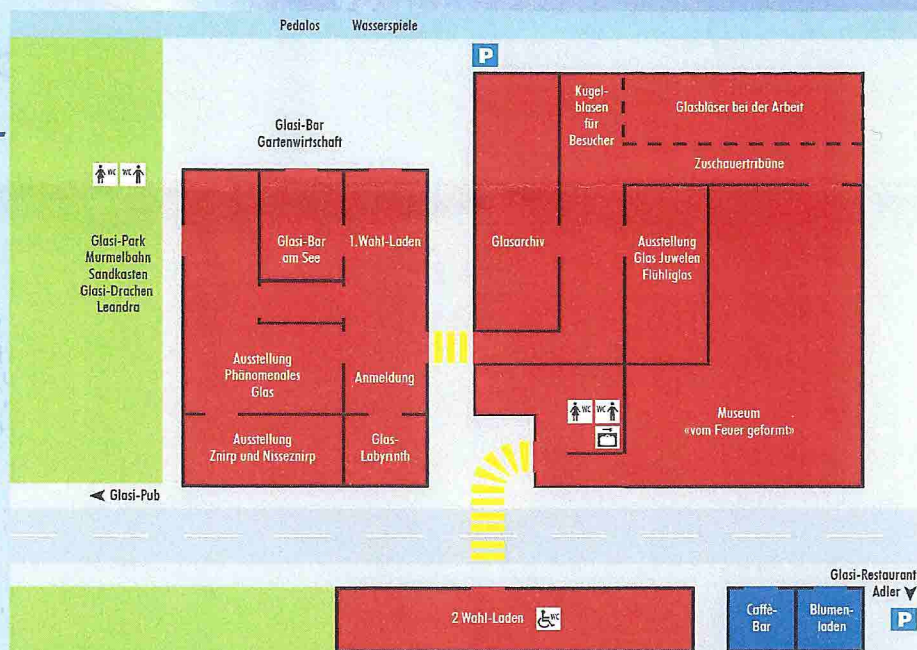 Pedalos
Wasserspiele
P
Kugel-
blasen
für
Besucher
Glasbläser bei der Arbeit
Zuschauertribüne
Glasi-Bar
Gartenwirtschaft
WC WC
Glasi-Park
Murmelbahn
Sandkasten
Glasi-Drachen
Leandra
Glasi-Bar
am See
1.Wahl-Laden
Glasarchiv
Ausstellung
Glas Juwelen
Flühliglas
Ausstellung
Phänomenales
Glas
Anmeldung
WC WC
Museum
«vom Feuer geformt»
Ausstellung
Znirp und Nisseznirp
Glas-
Labyrinth
Glasi-Pub
Glasi-Restaurant
Adler
P
2.Wahl-Laden
WC
Caffè-
Bar
Blumen-
laden